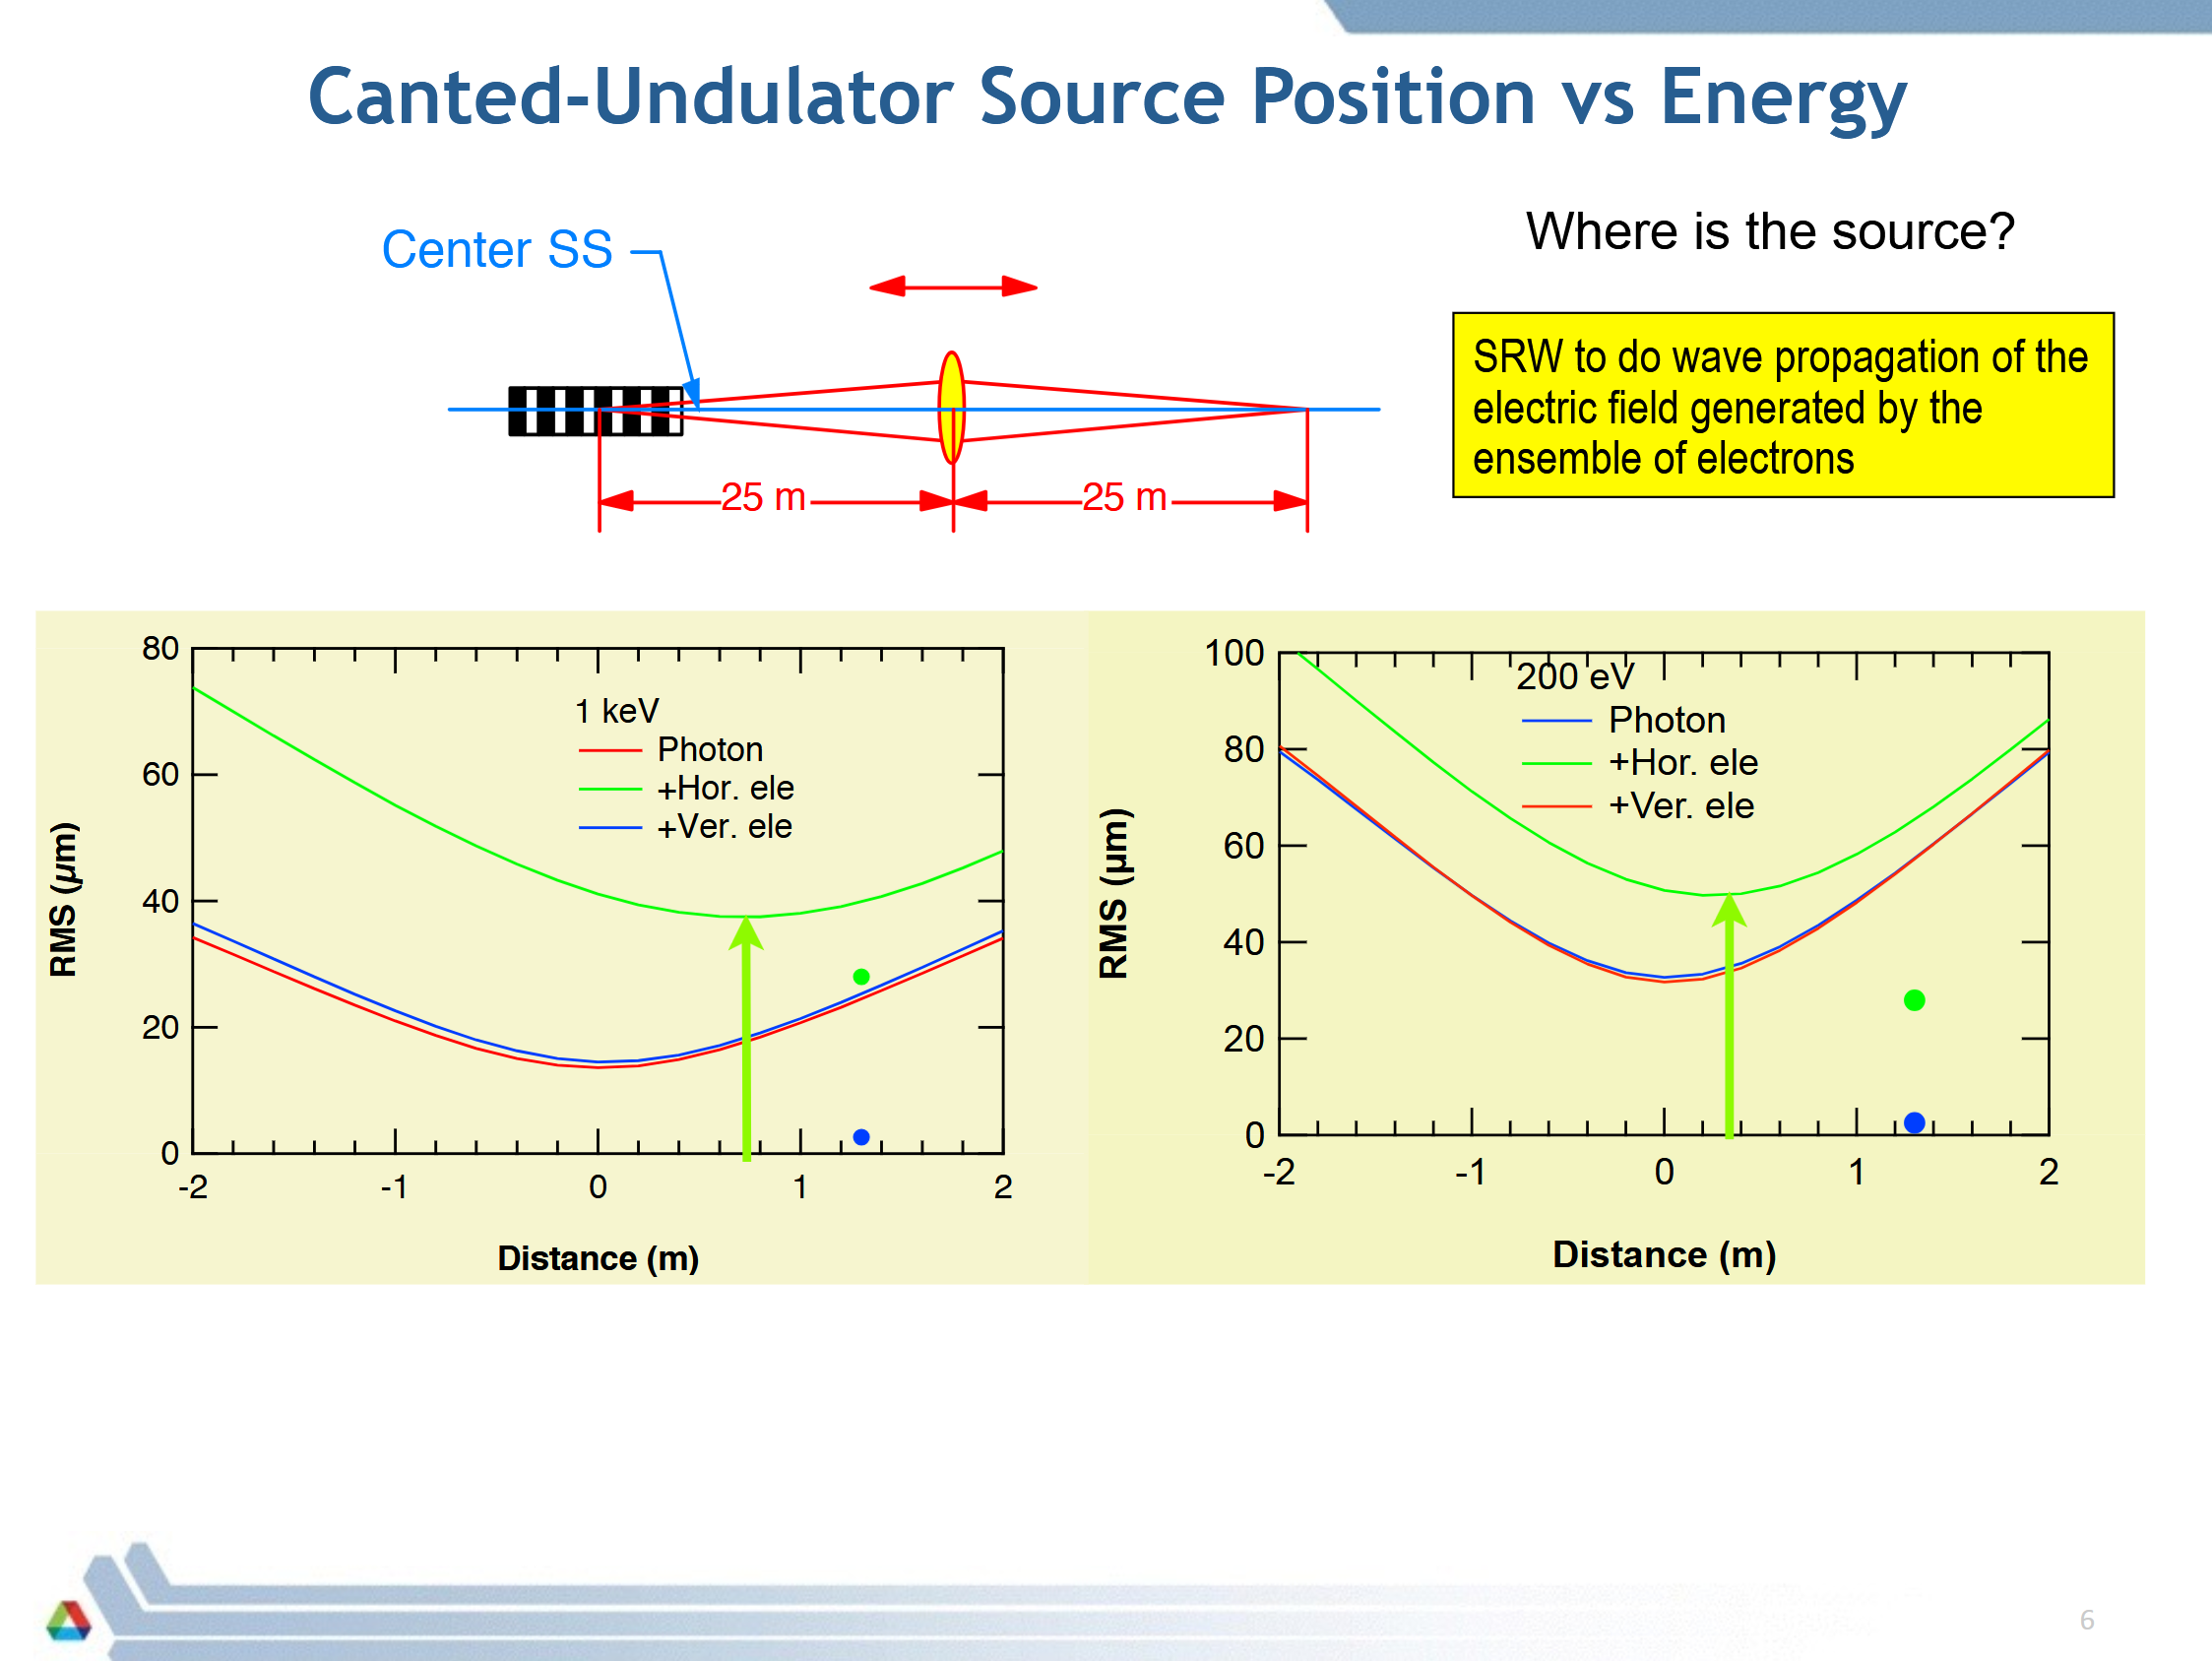 Canted-Undulator Source Position vs Energy
Where is the source?
Center SS
SRW to do wave propagation of the
electric field generated by the
ensemble of electrons
25 m
25 m
80
60
40
20
0
-2
-1
0
1
2
RMS (µm)
Distance (m)
1 keV
Photon
+Hor. ele
+Ver. ele
100
80
60
40
20
0
-2
-1
0
1
2
RMS (µm)
Distance (m)
200 eV
Photon
+Hor. ele
+Ver. ele
6